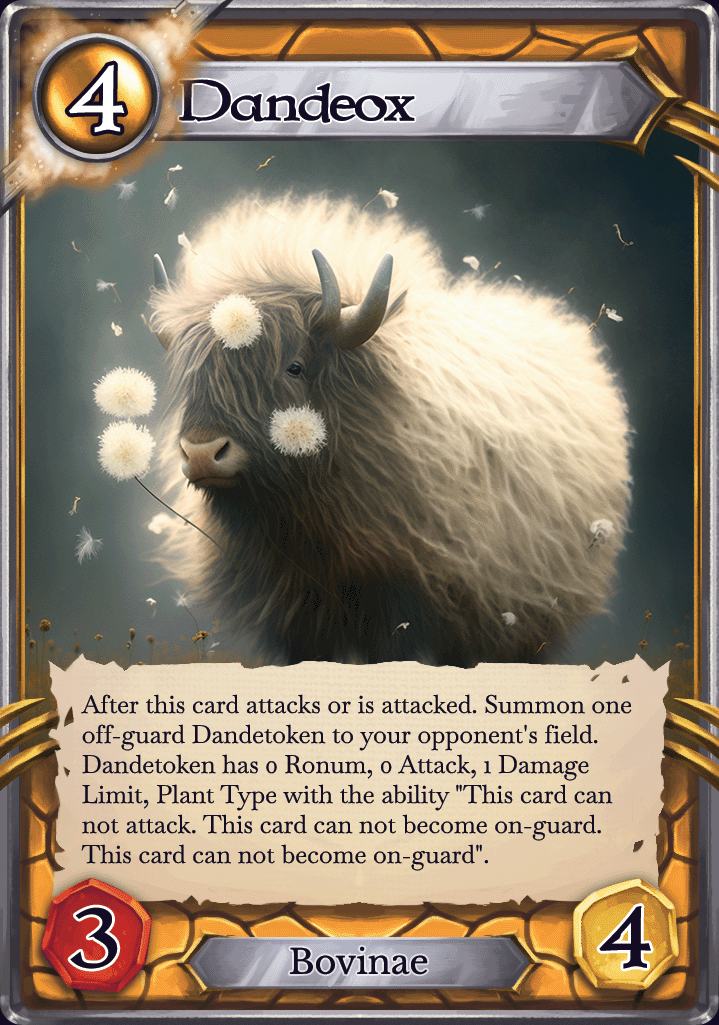 4
Dandeox
After this card attacks or is attacked. Summon one
off-guard Dandetoken to your opponent's field.
Dandetoken has 0 Ronum, 0 Attack, 1 Damage
Limit, Plant Type with the ability "This card can
not attack. This card can not become on-guard.
This card can not become on-guard".
3
Bovinae
4